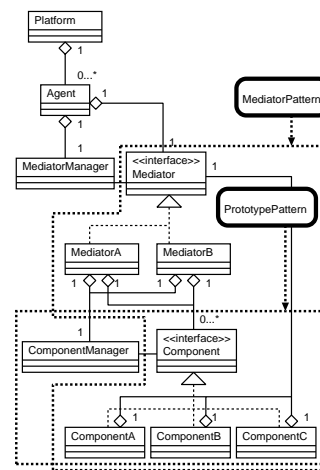 Platform
1
0...*
Agent
1
1
MediatorPattern
1
1
MediatorManager
<<interface>>
Mediator
1
PrototypePattern
MediatorA
MediatorB
1
1
1
1
0...*
1
ComponentManager
<<interface>>
Component
1
1
1
ComponentA
ComponentB
ComponentC